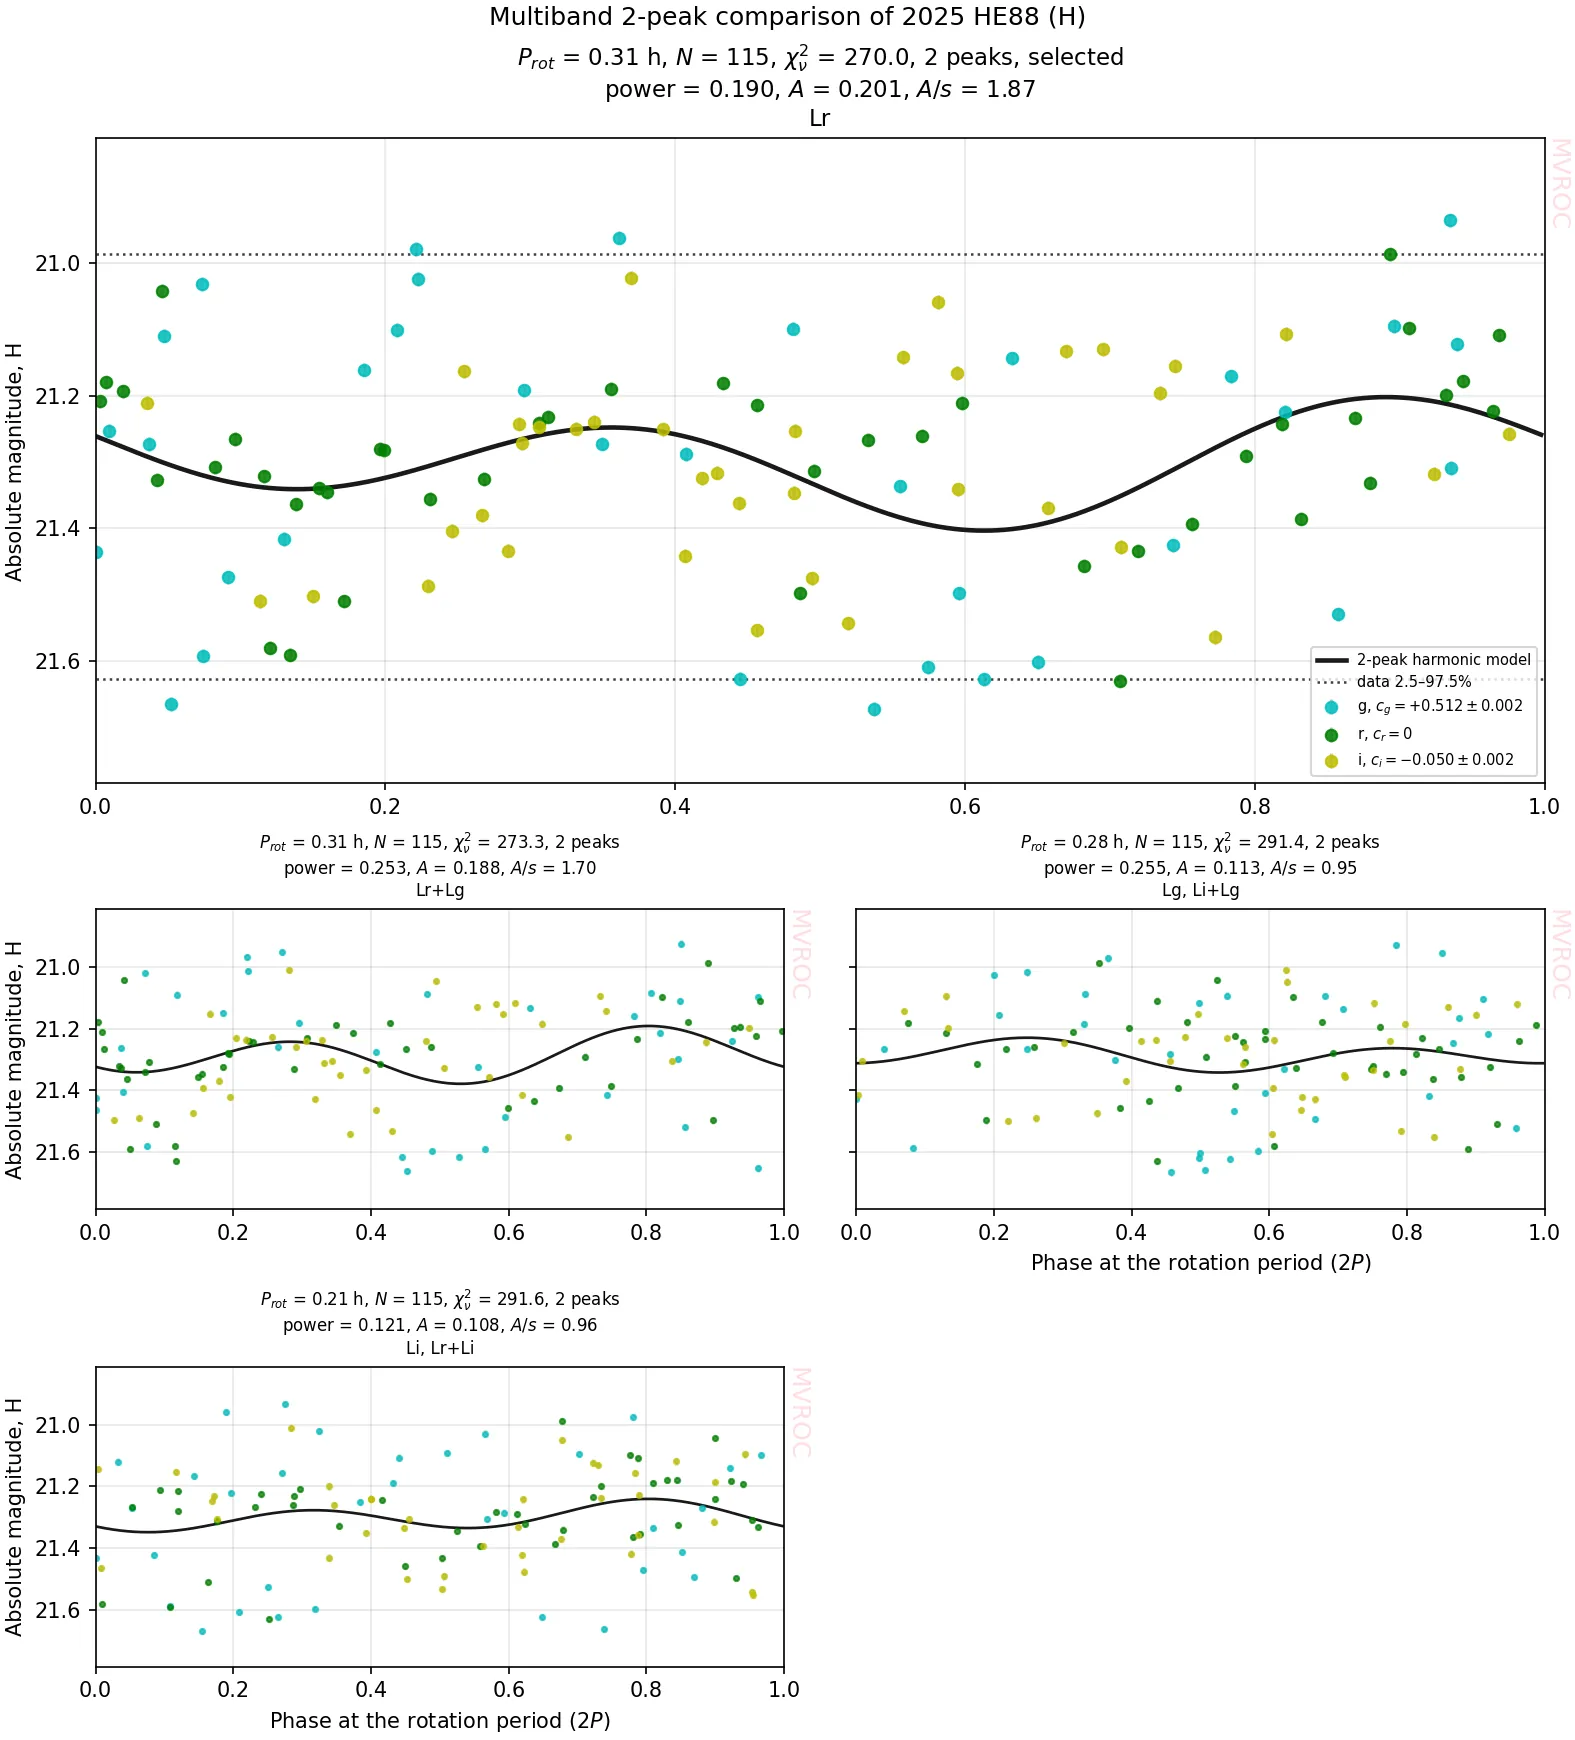 Multiband 2-peak comparison of 2025 HE88 (H)
P_rot = 0.31 h, N = 115, χ²_ν = 270.0, 2 peaks, selected
power = 0.190, A = 0.201, A/s = 1.87
Lr
MVROC
Absolute magnitude, H
21.0
21.2
21.4
21.6
2-peak harmonic model
data 2.5–97.5%
g, c_g = +0.512 ± 0.002
r, c_r = 0
i, c_i = −0.050 ± 0.002
0.0 0.2 0.4 0.6 0.8 1.0
P_rot = 0.31 h, N = 115, χ²_ν = 273.3, 2 peaks
power = 0.253, A = 0.188, A/s = 1.70
Lr+Lg
MVROC
Absolute magnitude, H
21.0
21.2
21.4
21.6
0.0 0.2 0.4 0.6 0.8 1.0
P_rot = 0.28 h, N = 115, χ²_ν = 291.4, 2 peaks
power = 0.255, A = 0.113, A/s = 0.95
Lg, Li+Lg
MVROC
0.0 0.2 0.4 0.6 0.8 1.0
Phase at the rotation period (2P)
P_rot = 0.21 h, N = 115, χ²_ν = 291.6, 2 peaks
power = 0.121, A = 0.108, A/s = 0.96
Li, Lr+Li
MVROC
Absolute magnitude, H
21.0
21.2
21.4
21.6
0.0 0.2 0.4 0.6 0.8 1.0
Phase at the rotation period (2P)